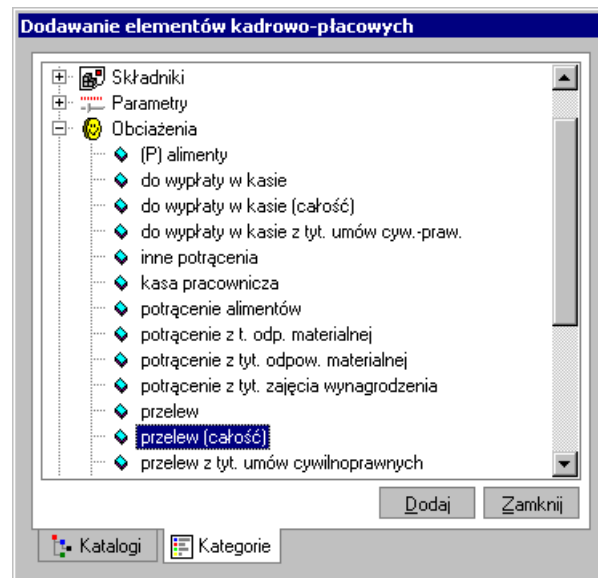 Dodawanie elementów kadrowo-płacowych
Składniki
Parametry
Obciażenia
(P) alimenty
do wypłaty w kasie
do wypłaty w kasie (całość)
do wypłaty w kasie z tyt. umów cyw.-praw.
inne potrącenia
kasa pracownicza
potrącenie alimentów
potrącenie z t. odp. materialnej
potrącenie z tyt. odpow. materialnej
potrącenie z tyt. zajęcia wynagrodzenia
przelew
przelew (całość)
przelew z tyt. umów cywilnoprawnych
Dodaj Zamknij
Katalogi Kategorie